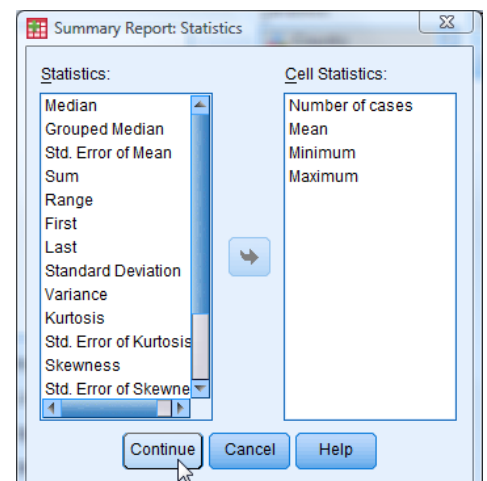 Summary Report: Statistics
Statistics:
Median
Grouped Median
Std. Error of Mean
Sum
Range
First
Last
Standard Deviation
Variance
Kurtosis
Std. Error of Kurtosis
Skewness
Std. Error of Skewne
Cell Statistics:
Number of cases
Mean
Minimum
Maximum
Continue Cancel Help